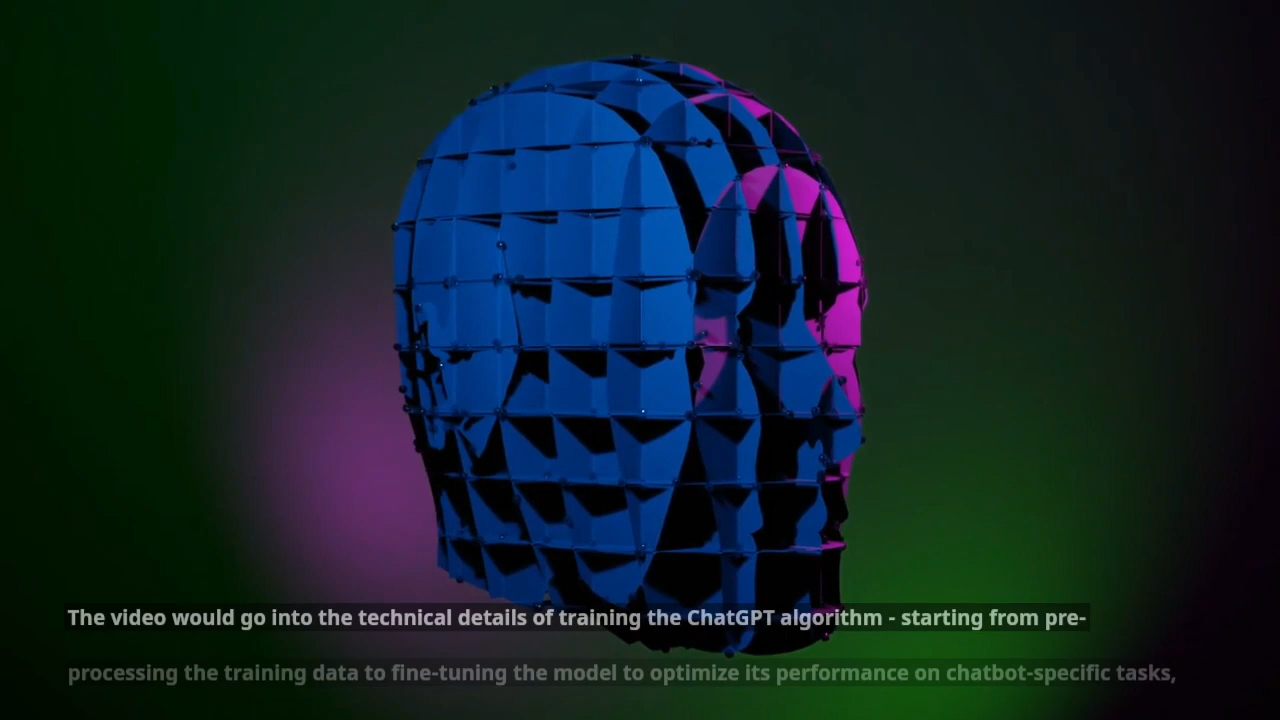 The video would go into the technical details of training the ChatGPT algorithm - starting from pre-
processing the training data to fine-tuning the model to optimize its performance on chatbot-specific tasks,